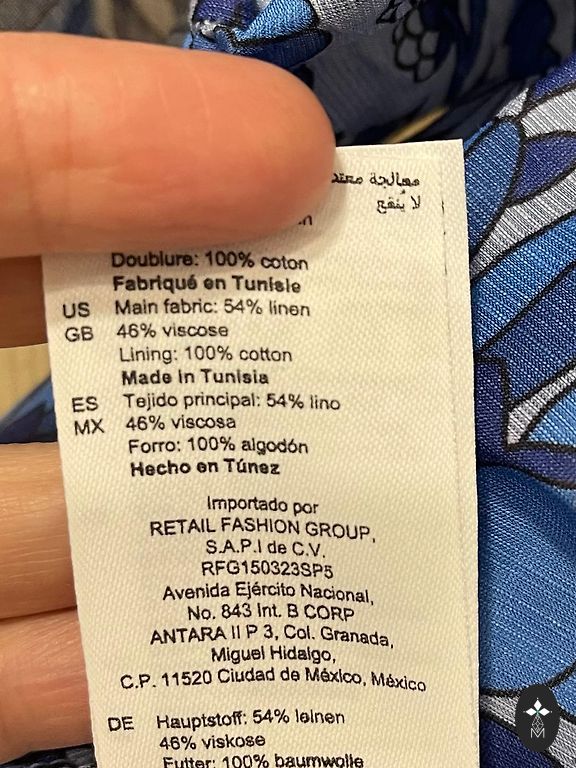 معالجة
لا يُنقع
Doublure: 100% coton
Fabriqué en Tunisie
US Main fabric: 54% linen
GB 46% viscose
Lining: 100% cotton
Made in Tunisia
ES Tejido principal: 54% lino
MX 46% viscosa
Forro: 100% algodón
Hecho en Túnez
Importado por
RETAIL FASHION GROUP,
S.A.P.I de C.V.
RFG150323SP5
Avenida Ejército Nacional,
No. 843 Int. B CORP
ANTARA II P 3, Col. Granada,
Miguel Hidalgo,
C.P. 11520 Ciudad de México, México
DE Hauptstoff: 54% leinen
46% viskose
Futter: 100% baumwolle
M